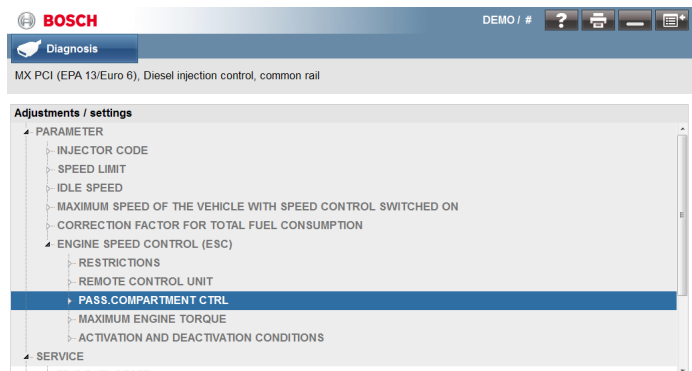 BOSCH
DEMO / #
?
Diagnosis
MX PCI (EPA 13/Euro 6), Diesel injection control, common rail
Adjustments / settings
PARAMETER
INJECTOR CODE
SPEED LIMIT
IDLE SPEED
MAXIMUM SPEED OF THE VEHICLE WITH SPEED CONTROL SWITCHED ON
CORRECTION FACTOR FOR TOTAL FUEL CONSUMPTION
ENGINE SPEED CONTROL (ESC)
RESTRICTIONS
REMOTE CONTROL UNIT
PASS.COMPARTMENT CTRL
MAXIMUM ENGINE TORQUE
ACTIVATION AND DEACTIVATION CONDITIONS
SERVICE